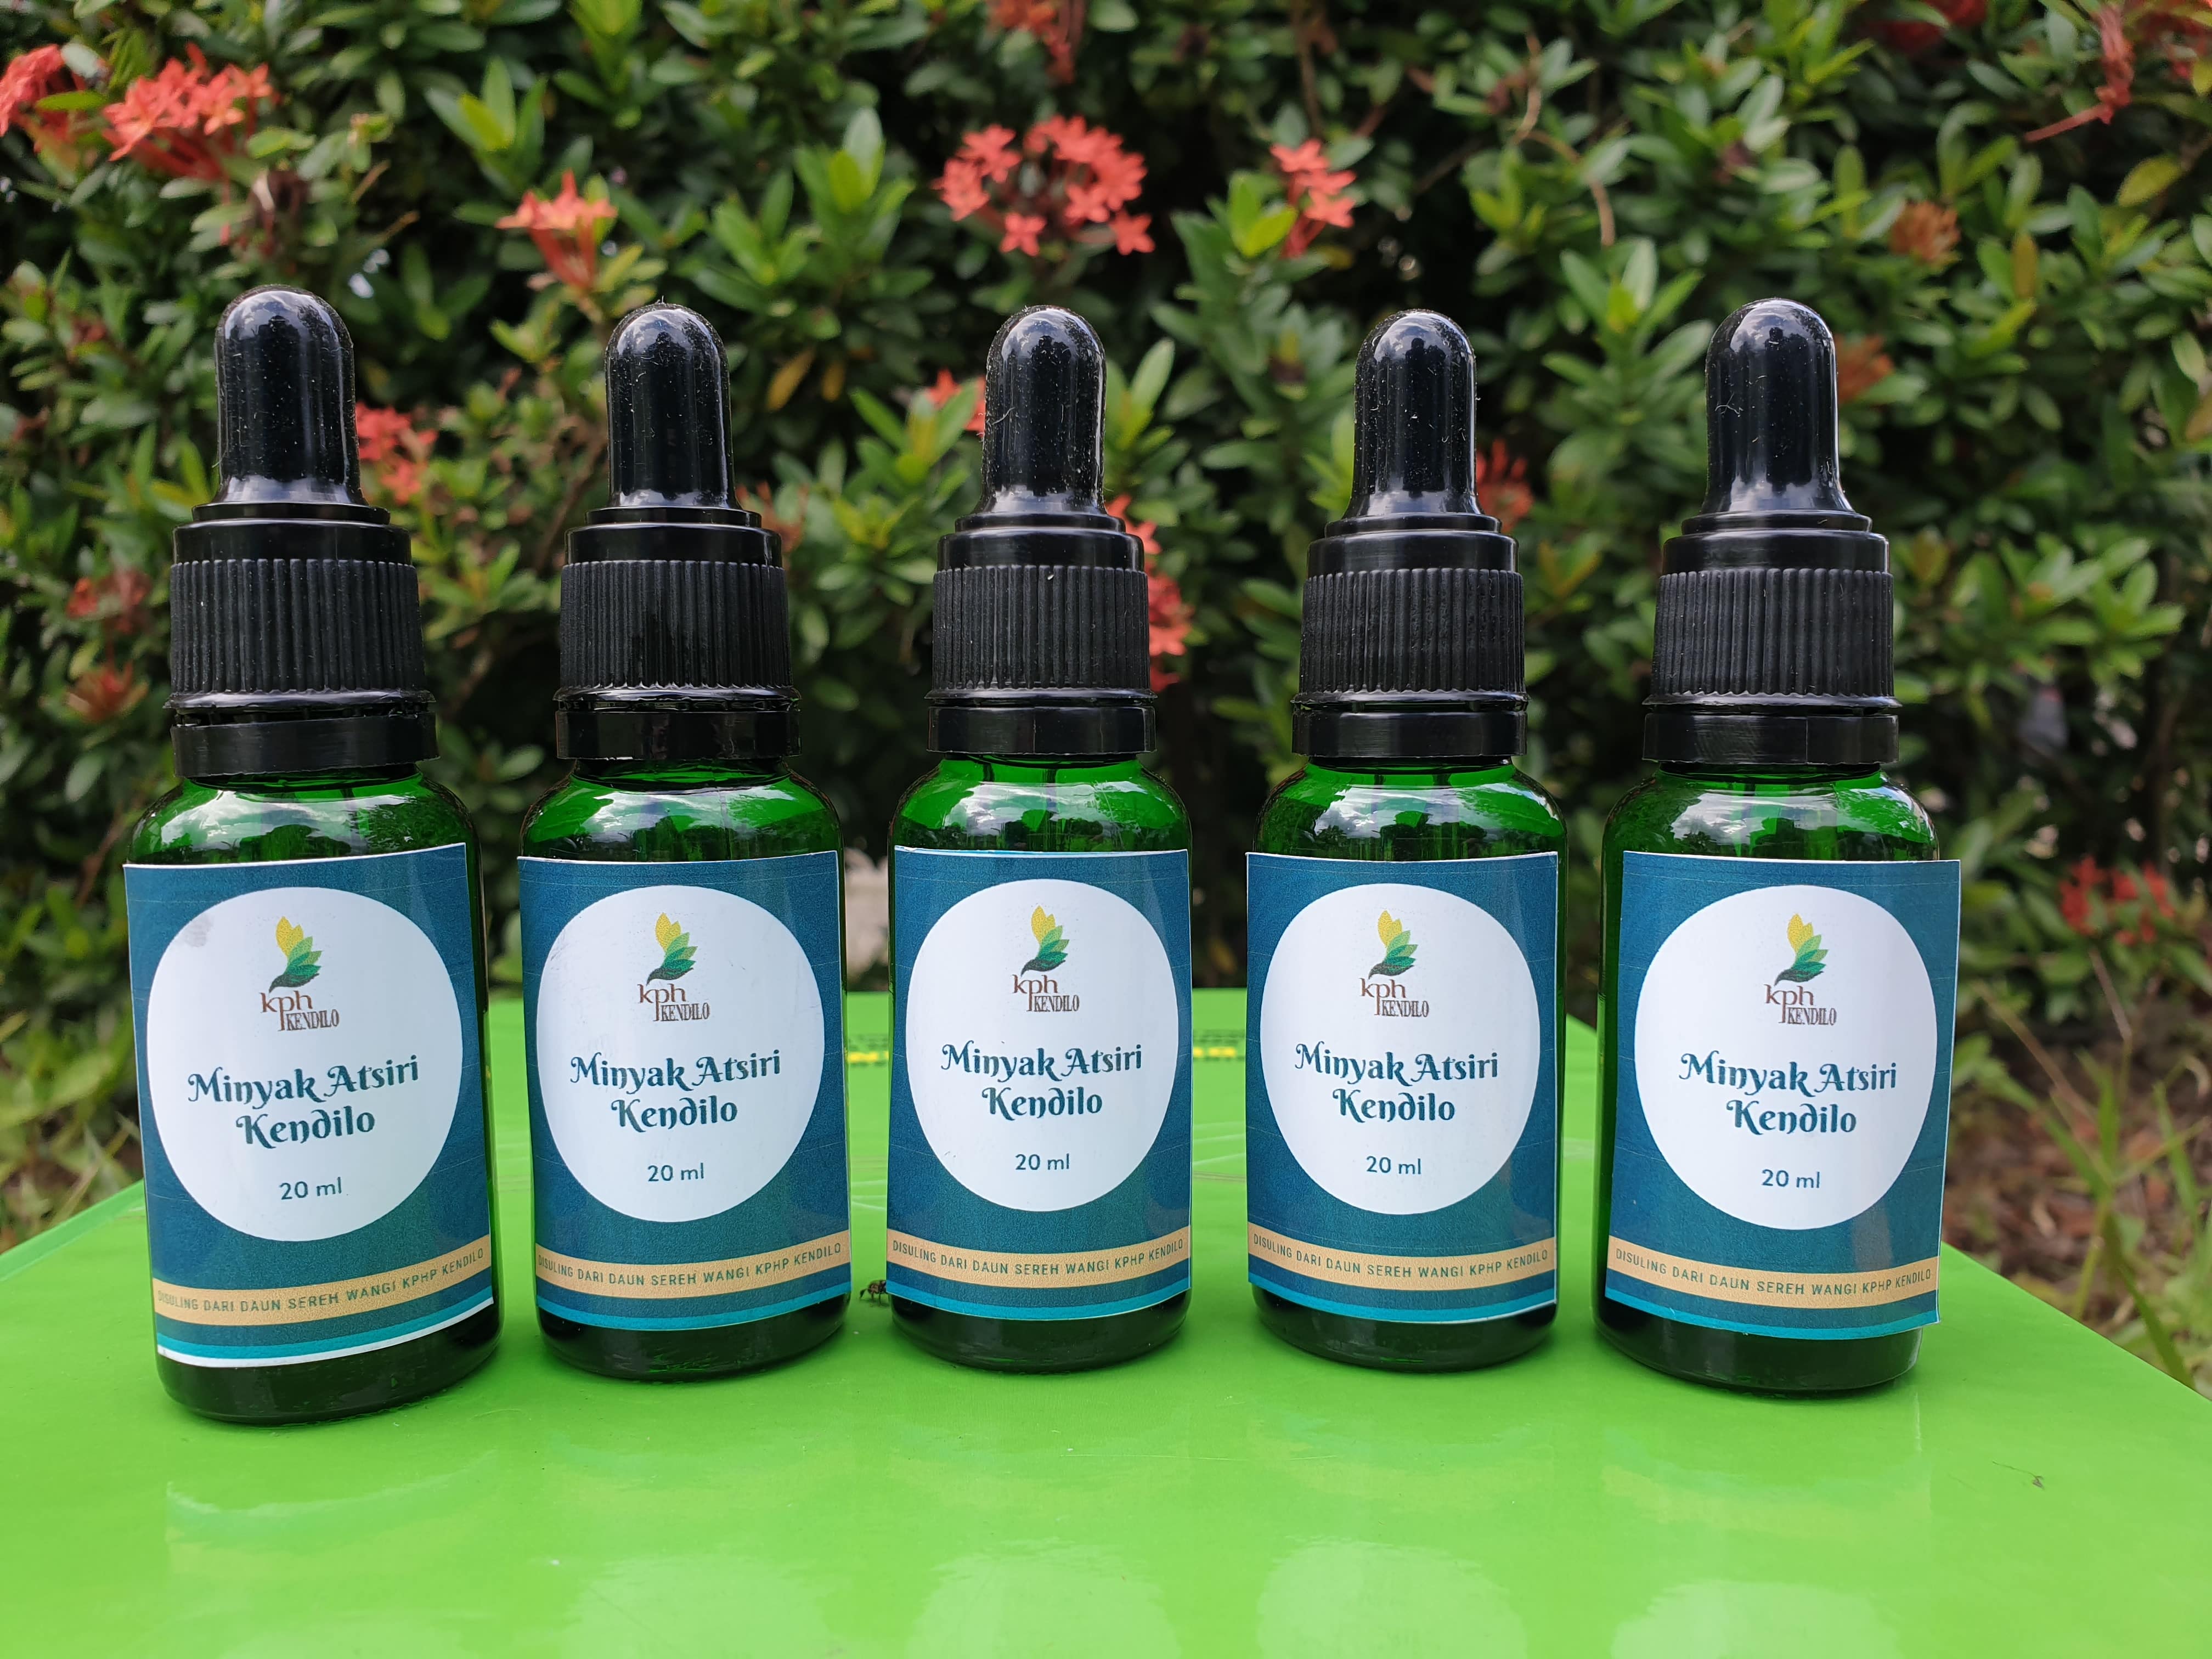 kph
KENDILO
Minyak Atsiri
Kendilo
20 ml
DISULING DARI DAUN SEREH WANGI KPHP KENDILO
kph
KENDILO
Minyak Atsiri
Kendilo
20 ml
DISULING DARI DAUN SEREH WANGI KPHP KENDILO
kph
KENDILO
Minyak Atsiri
Kendilo
20 ml
DISULING DARI DAUN SEREH WANGI KPHP KENDILO
kph
KENDILO
Minyak Atsiri
Kendilo
20 ml
DISULING DARI DAUN SEREH WANGI KPHP KENDILO
kph
KENDILO
Minyak Atsiri
Kendilo
20 ml
DISULING DARI DAUN SEREH WANGI KPHP KENDILO